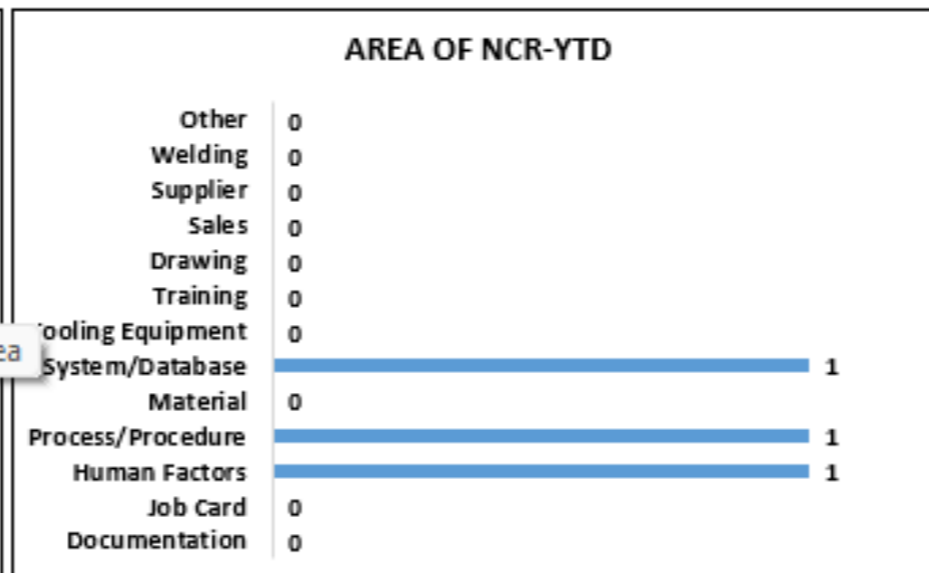 AREA OF NCR-YTD
Other 0
Welding 0
Supplier 0
Sales 0
Drawing 0
Training 0
ooling Equipment 0
ea
System/Database 1
Material 0
Process/Procedure 1
Human Factors 1
Job Card 0
Documentation 0